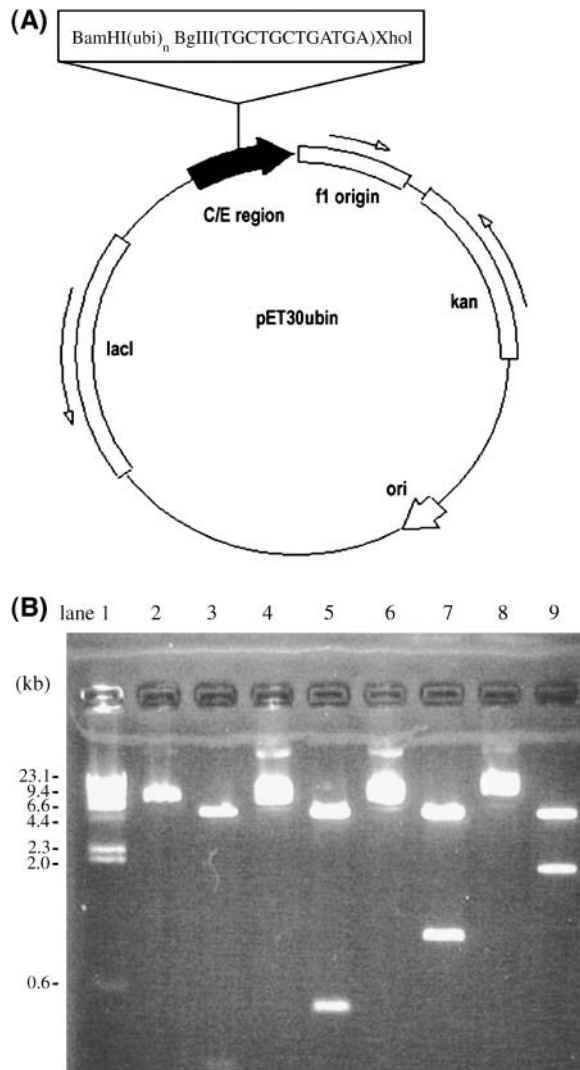 (A)
BamHI(ubi)n BgIII(TGCTGCTGATGA)XhoI
C/E region
f1 origin
kan
pET30ubin
lacI
ori
(B) lane 1 2 3 4 5 6 7 8 9
(kb)
23.1
9.4
6.6
4.4
2.3
2.0
0.6